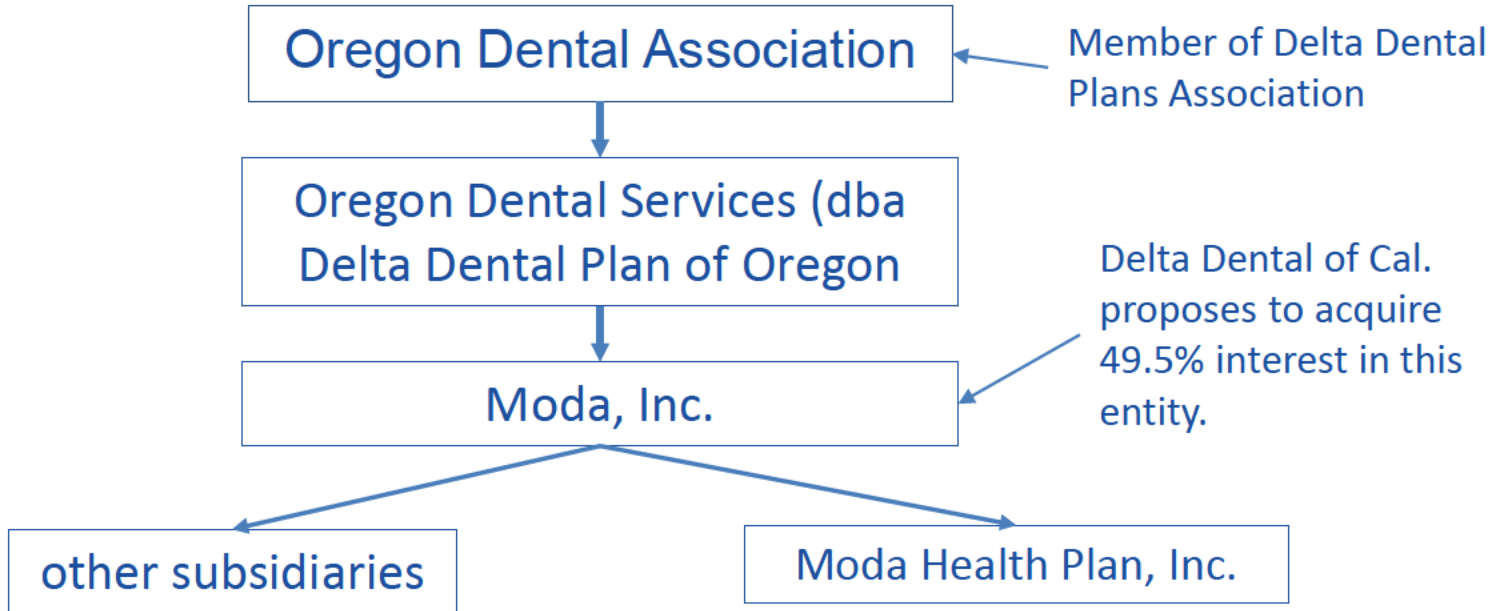 Oregon Dental Association
Member of Delta Dental
Plans Association
Oregon Dental Services (dba
Delta Dental Plan of Oregon
Delta Dental of Cal.
proposes to acquire
49.5% interest in this
entity.
Moda, Inc.
other subsidiaries
Moda Health Plan, Inc.